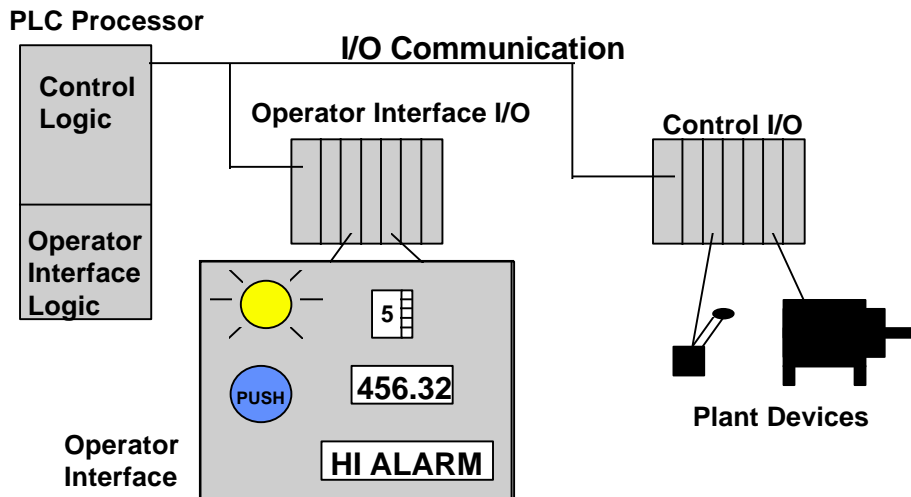 PLC Processor
I/O Communication
Control
Logic
Operator Interface I/O
Control I/O
Operator
Interface
Logic
5
PUSH
456.32
HI ALARM
Plant Devices
Operator
Interface